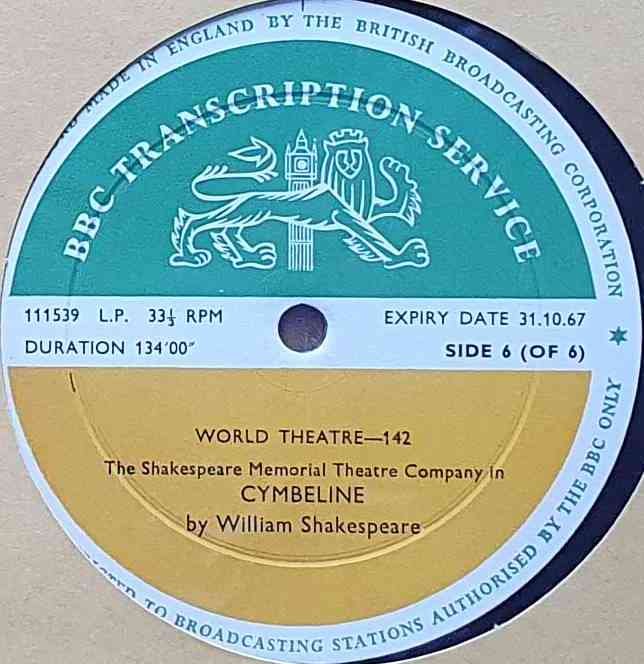 MADE IN ENGLAND BY THE BRITISH BROADCASTING CORPORATION
BBC TRANSCRIPTION SERVICE
111539 L.P. 33⅓ RPM EXPIRY DATE 31.10.67
DURATION 134′00″ SIDE 6 (OF 6)
WORLD THEATRE—142
The Shakespeare Memorial Theatre Company in
CYMBELINE
by William Shakespeare
TO BROADCASTING STATIONS AUTHORISED BY THE BBC ONLY